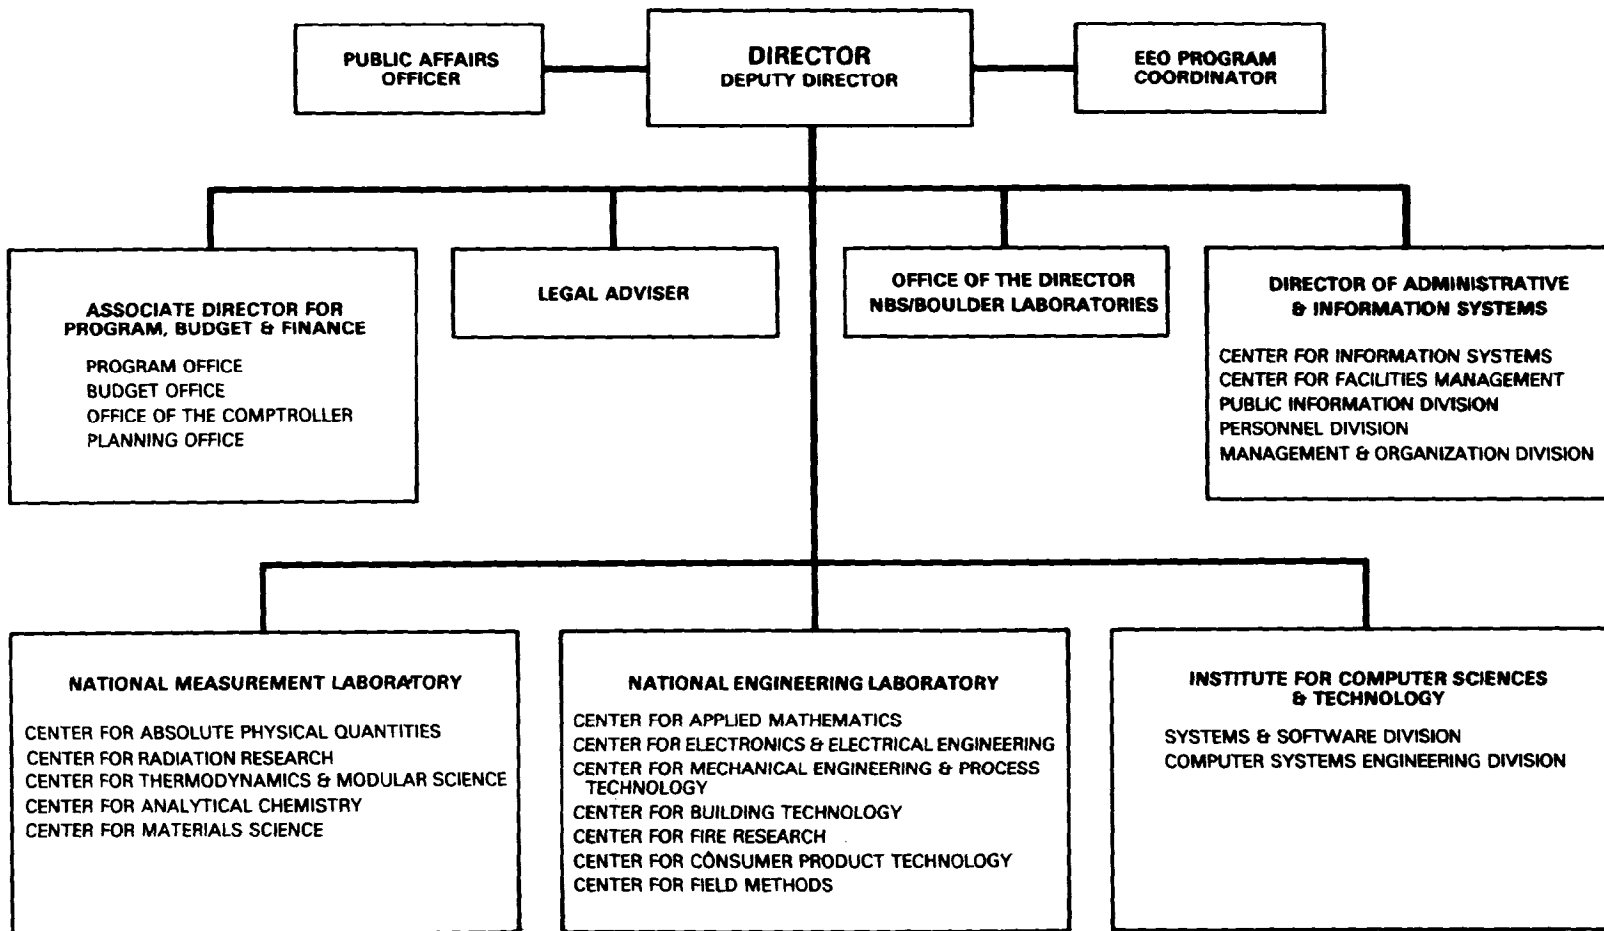 PUBLIC AFFAIRS
OFFICER
DIRECTOR
DEPUTY DIRECTOR
EEO PROGRAM
COORDINATOR
ASSOCIATE DIRECTOR FOR
PROGRAM, BUDGET & FINANCE
PROGRAM OFFICE
BUDGET OFFICE
OFFICE OF THE COMPTROLLER
PLANNING OFFICE
LEGAL ADVISER
OFFICE OF THE DIRECTOR
NBS/BOULDER LABORATORIES
DIRECTOR OF ADMINISTRATIVE
& INFORMATION SYSTEMS
CENTER FOR INFORMATION SYSTEMS
CENTER FOR FACILITIES MANAGEMENT
PUBLIC INFORMATION DIVISION
PERSONNEL DIVISION
MANAGEMENT & ORGANIZATION DIVISION
NATIONAL MEASUREMENT LABORATORY
CENTER FOR ABSOLUTE PHYSICAL QUANTITIES
CENTER FOR RADIATION RESEARCH
CENTER FOR THERMODYNAMICS & MODULAR SCIENCE
CENTER FOR ANALYTICAL CHEMISTRY
CENTER FOR MATERIALS SCIENCE
NATIONAL ENGINEERING LABORATORY
CENTER FOR APPLIED MATHEMATICS
CENTER FOR ELECTRONICS & ELECTRICAL ENGINEERING
CENTER FOR MECHANICAL ENGINEERING & PROCESS
TECHNOLOGY
CENTER FOR BUILDING TECHNOLOGY
CENTER FOR FIRE RESEARCH
CENTER FOR CONSUMER PRODUCT TECHNOLOGY
CENTER FOR FIELD METHODS
INSTITUTE FOR COMPUTER SCIENCES
& TECHNOLOGY
SYSTEMS & SOFTWARE DIVISION
COMPUTER SYSTEMS ENGINEERING DIVISION